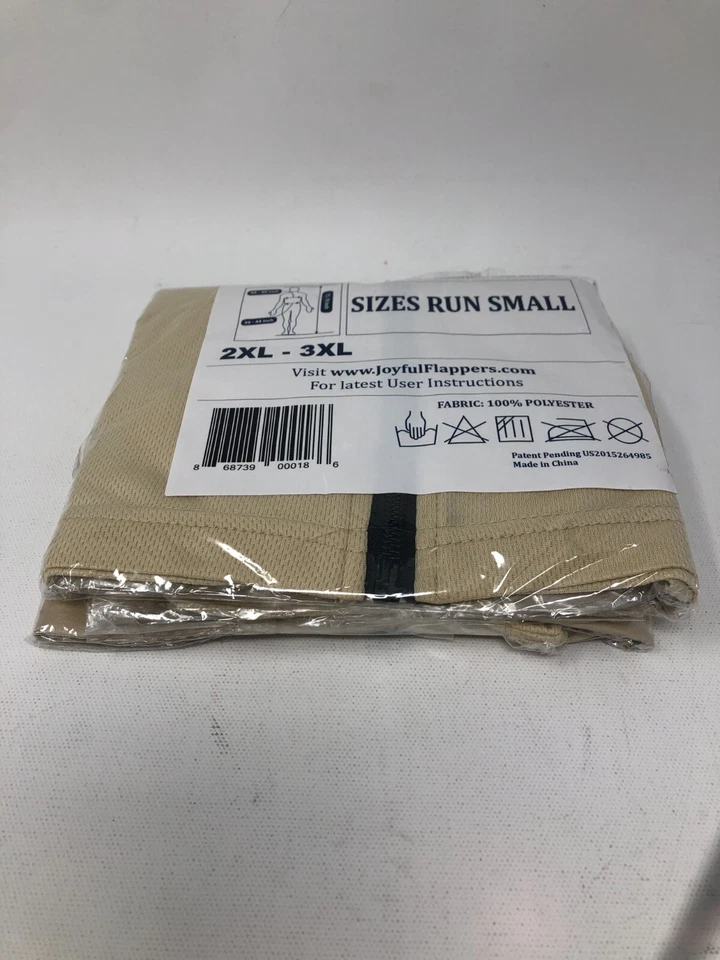 SIZES RUN SMALL
2XL - 3XL
Visit www.JoyfulFlappers.com
For latest User Instructions
FABRIC: 100% POLYESTER
8 68739 00018 6
Patent Pending US2015264985
Made in China